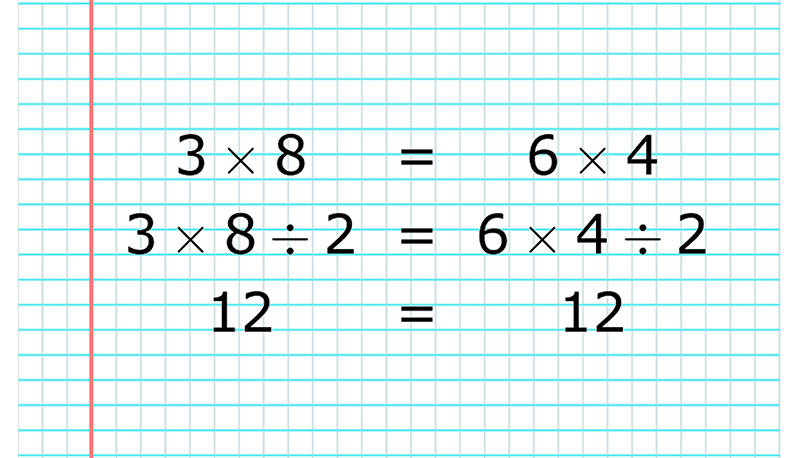 3 × 8 = 6 × 4
3 × 8 ÷ 2 = 6 × 4 ÷ 2
12 = 12